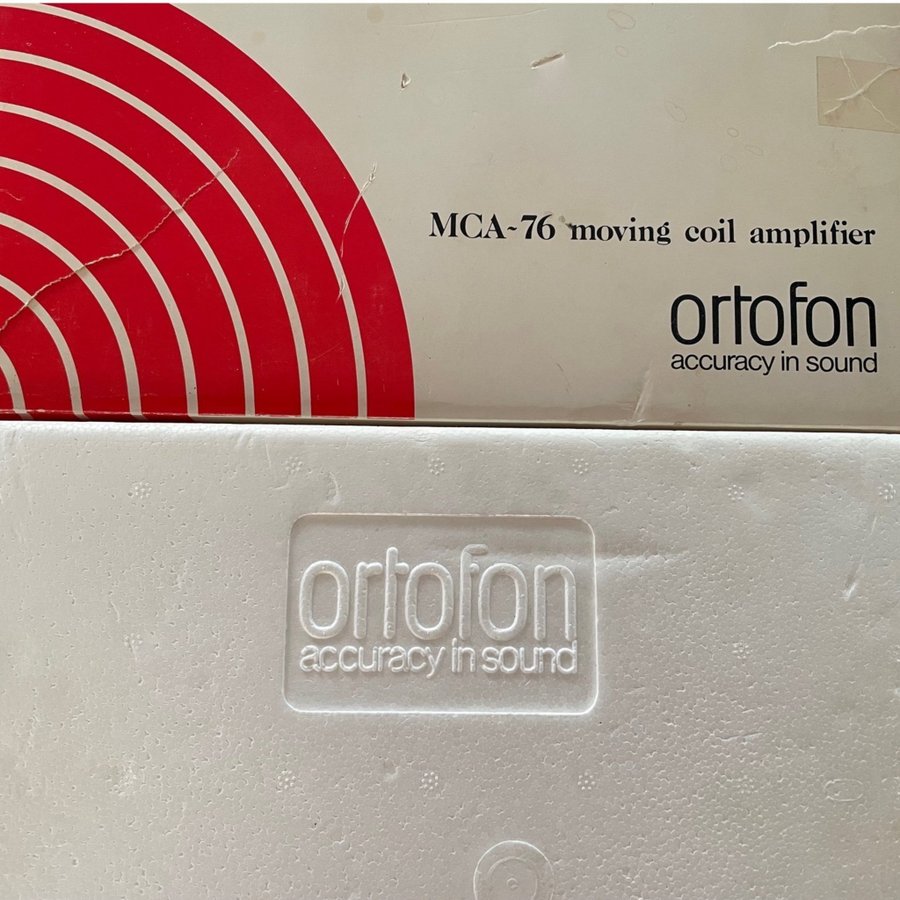 MCA-76 moving coil amplifier
ortofon
accuracy in sound
ortofon
accuracy in sound